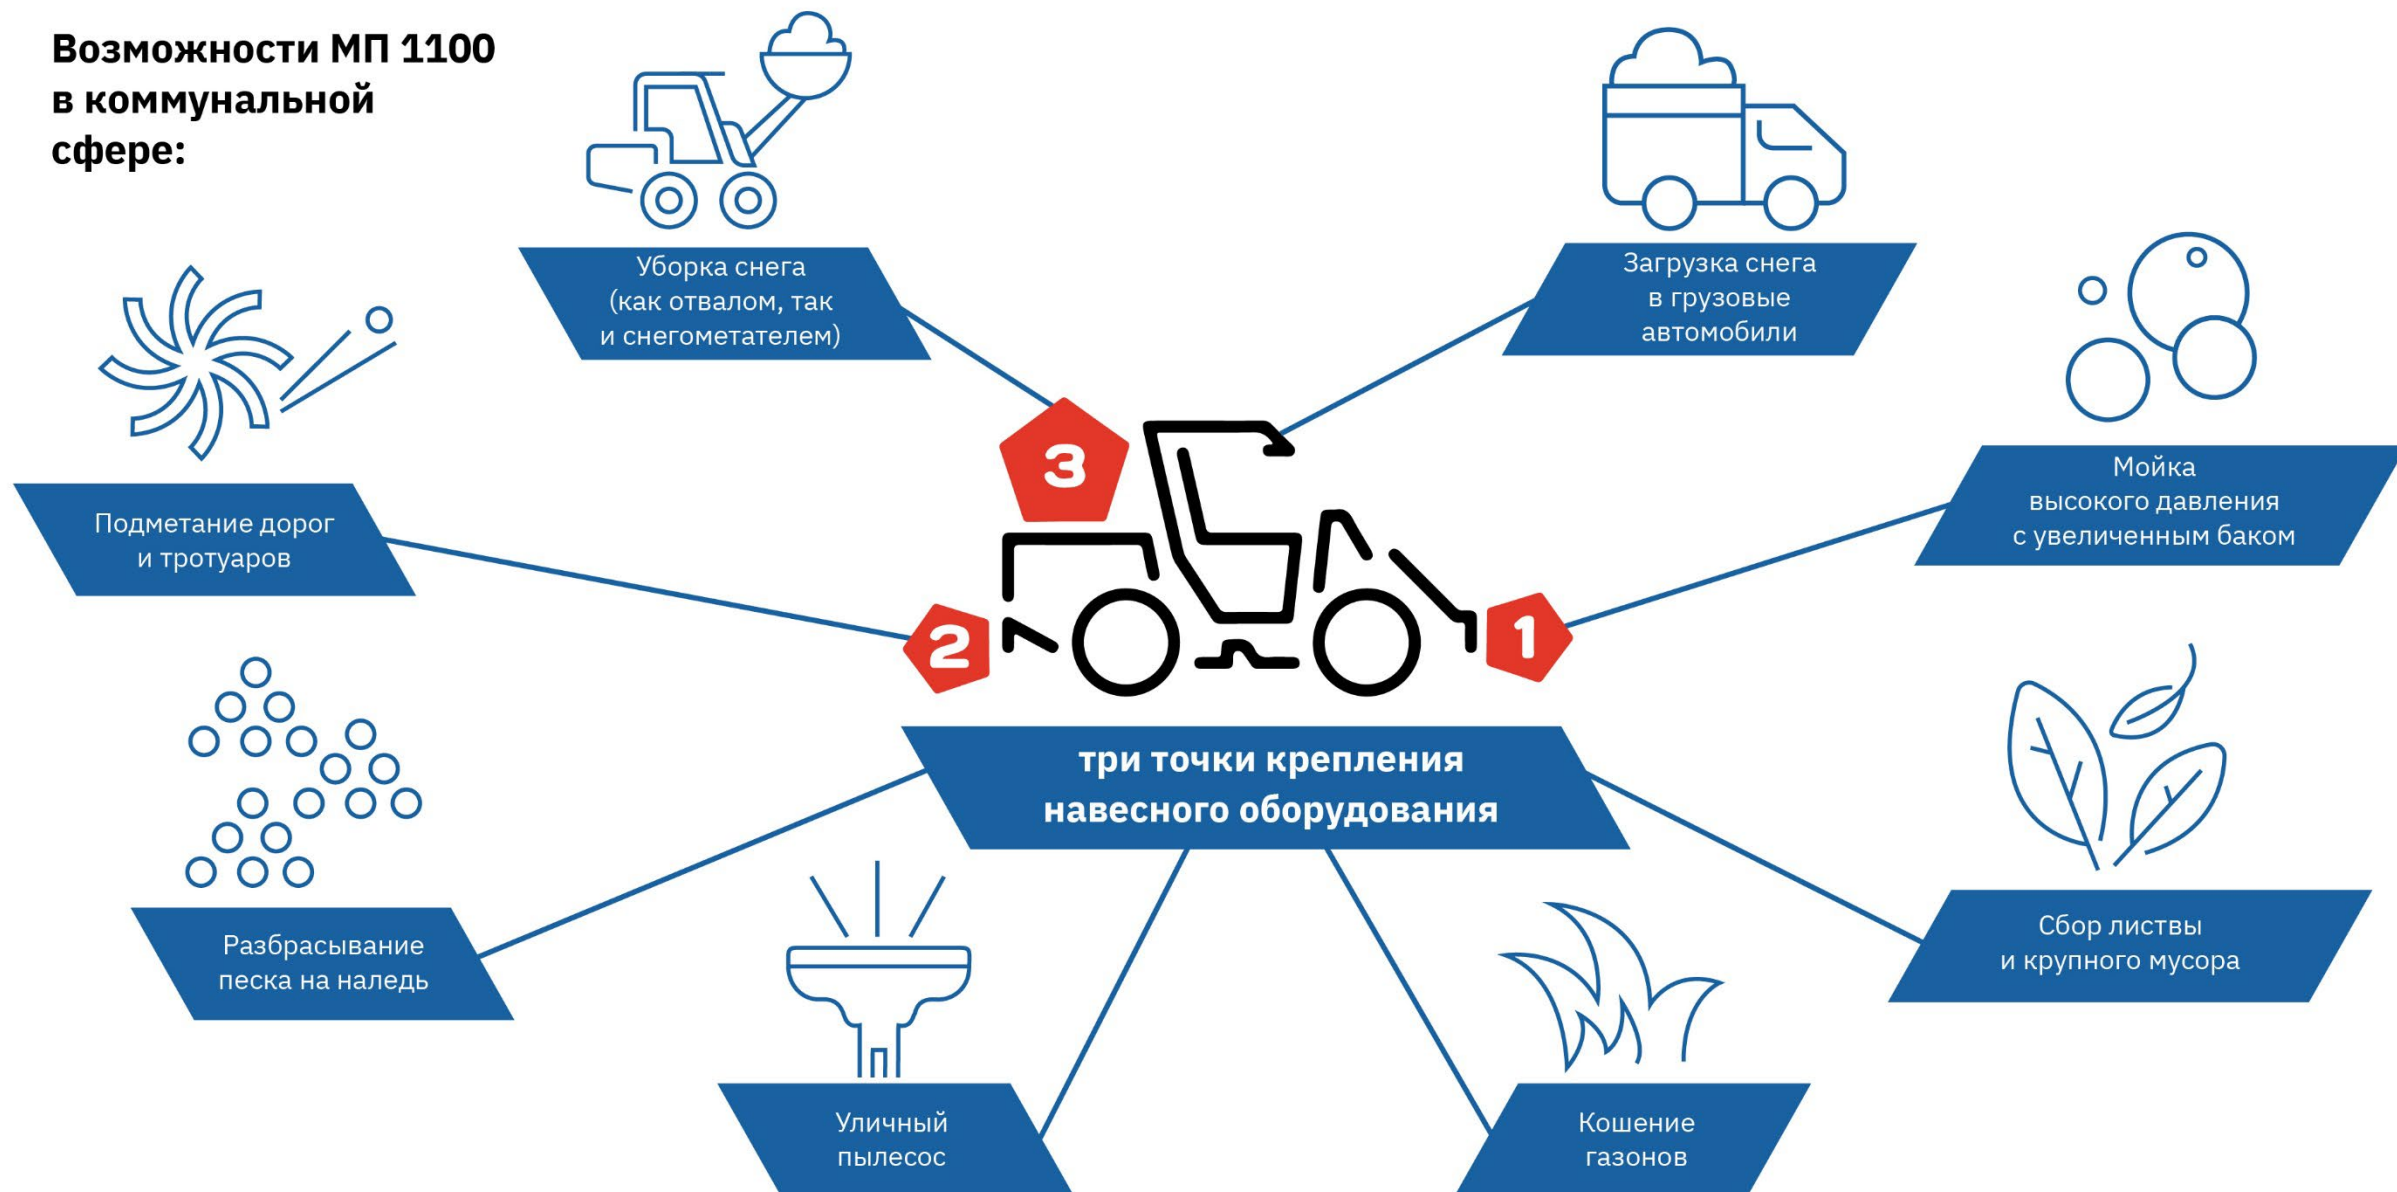 Возможности МП 1100
в коммунальной
сфере:
Уборка снега
(как отвалом, так
и снегометателем)
Загрузка снега
в грузовые
автомобили
Подметание дорог
и тротуаров
Мойка
высокого давления
с увеличенным баком
3
2
1
три точки крепления
навесного оборудования
Разбрасывание
песка на наледь
Сбор листвы
и крупного мусора
Уличный
пылесос
Кошение
газонов